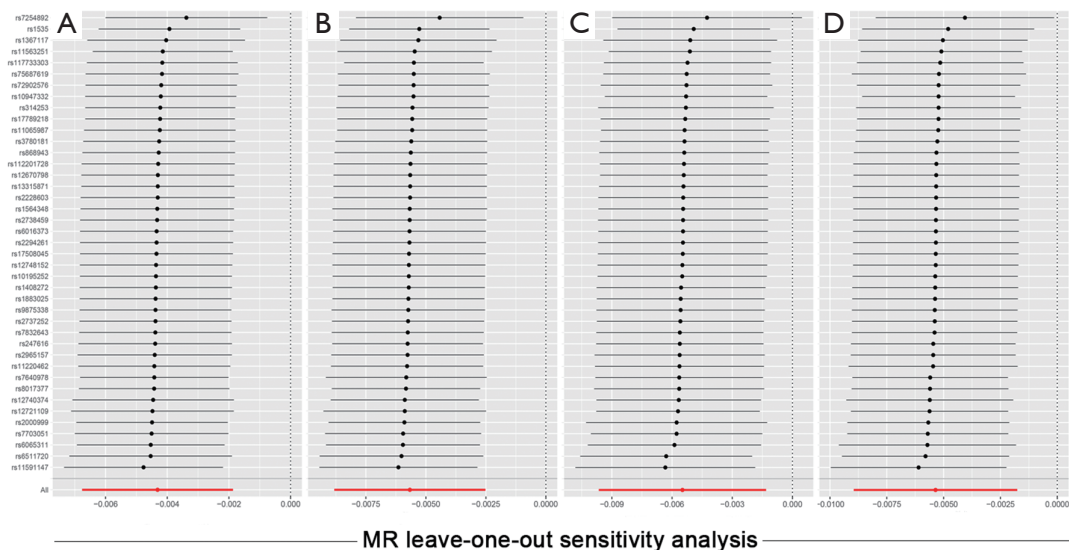 A B C D
rs7254892
rs1535
rs1367117
rs11563251
rs117733303
rs75687619
rs72902576
rs10947332
rs314253
rs17789218
rs11065987
rs3780181
rs868943
rs112201728
rs12670798
rs13315871
rs2228603
rs1564348
rs2738459
rs6016373
rs2294261
rs17508045
rs12748152
rs10195252
rs1408272
rs1883025
rs9875338
rs2737252
rs7832643
rs247616
rs2965157
rs11220462
rs7640978
rs8017377
rs12740374
rs12721109
rs2000999
rs7703051
rs6065311
rs6511720
rs11591147
All
−0.006 −0.004 −0.002 0.000 −0.0075 −0.0050 −0.0025 0.0000 −0.009 −0.006 −0.003 0.000 −0.0100 −0.0075 −0.0050 −0.0025 0.0000
MR leave-one-out sensitivity analysis